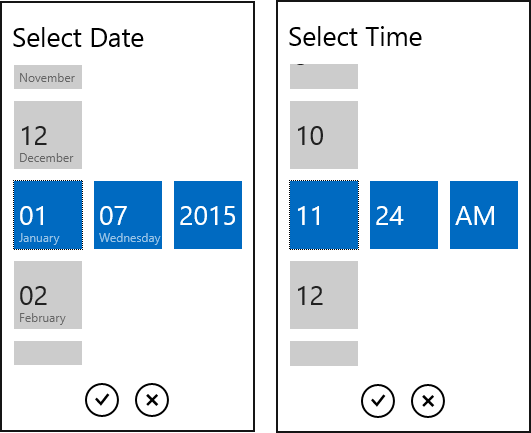 Select Date
November
12
December
01
January
07
Wednesday
2015
02
February
Select Time
10
11
24
AM
12